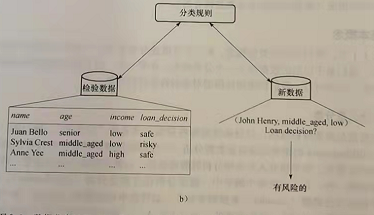 分类规则
检验数据
新数据
name age income loan_decision
Juan Bello senior low safe
Sylvia Crest middle_aged low risky
Anne Yee middle_aged high safe
... ... ... ...
(John Henry, middle_aged, low)
Loan decision?
有风险的
b)